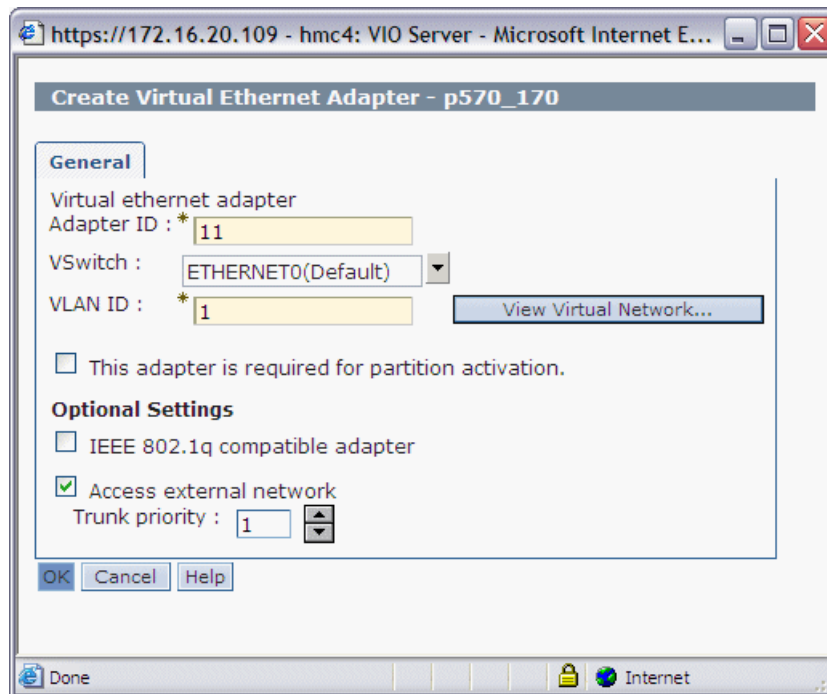 https://172.16.20.109 - hmc4: VIO Server - Microsoft Internet E...
Create Virtual Ethernet Adapter - p570_170
General
Virtual ethernet adapter
Adapter ID : * 11
VSwitch : ETHERNET0(Default)
VLAN ID : * 1 View Virtual Network...
This adapter is required for partition activation.
Optional Settings
IEEE 802.1q compatible adapter
Access external network
Trunk priority : 1
OK Cancel Help
Done Internet